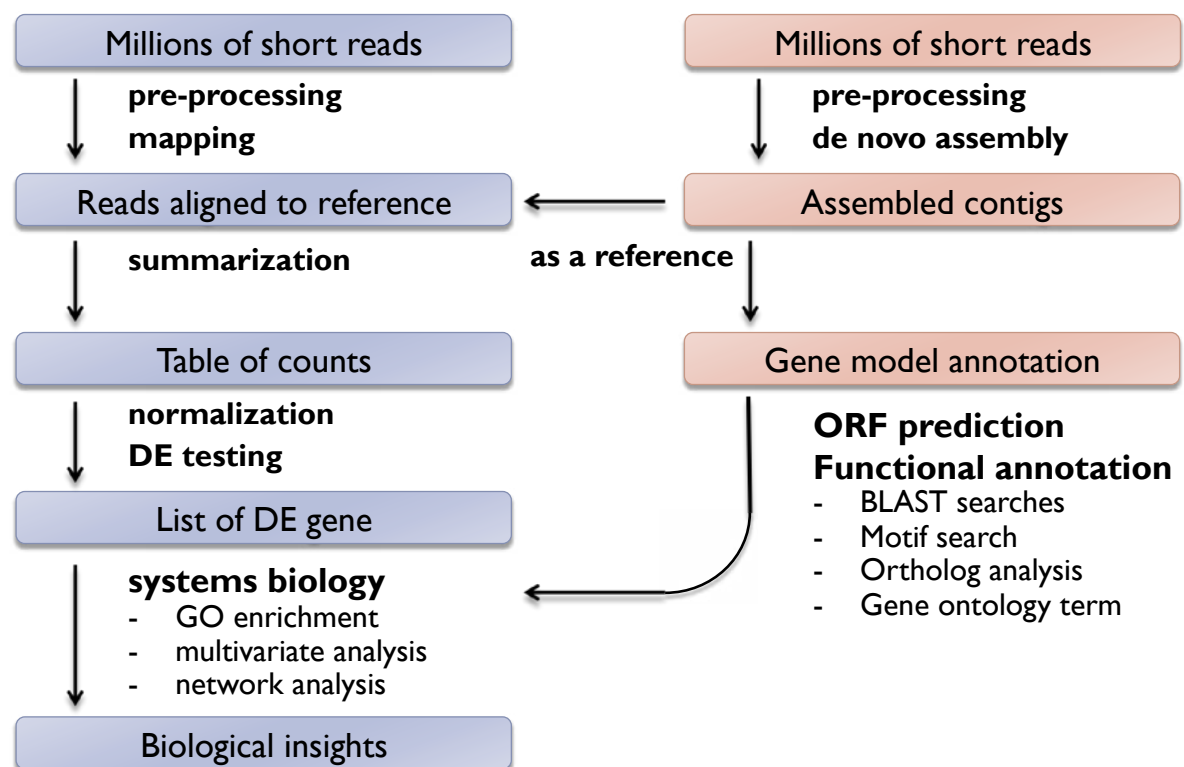 Millions of short reads
pre-processing
mapping
Reads aligned to reference
summarization
Table of counts
normalization
DE testing
List of DE gene
systems biology
- GO enrichment
- multivariate analysis
- network analysis
Biological insights
Millions of short reads
pre-processing
de novo assembly
Assembled contigs
as a reference
Gene model annotation
ORF prediction
Functional annotation
- BLAST searches
- Motif search
- Ortholog analysis
- Gene ontology term